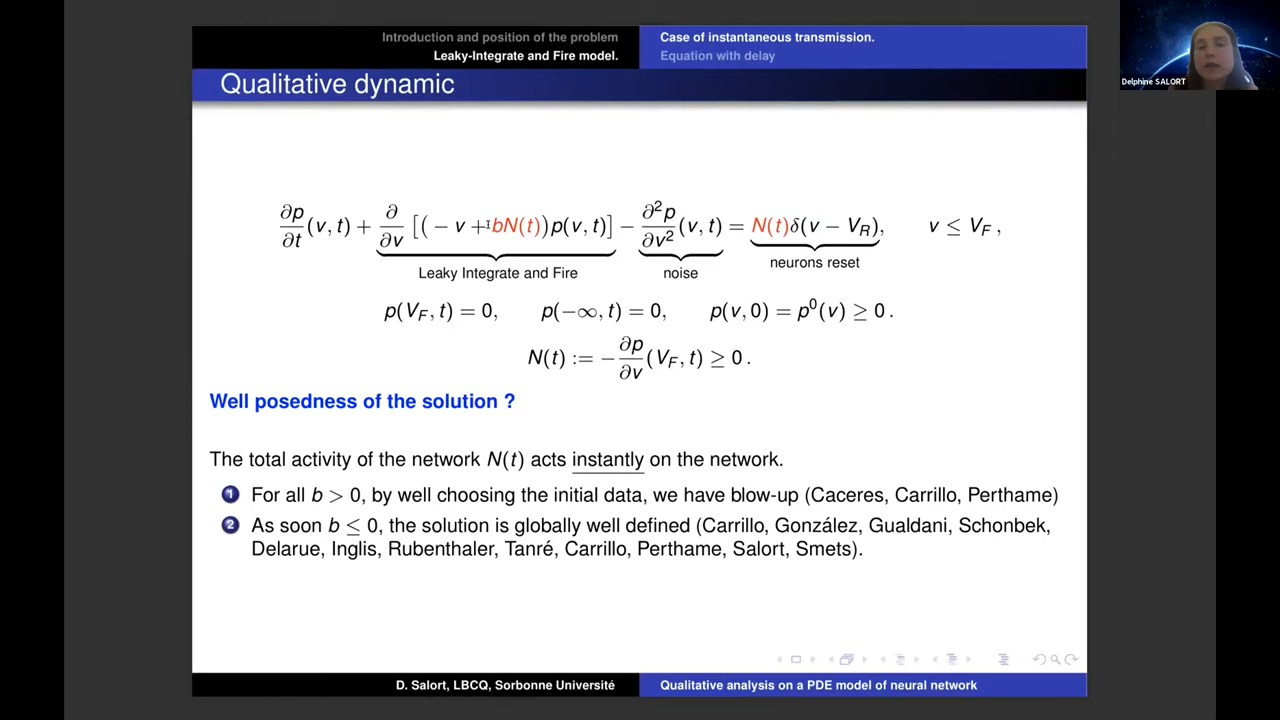 Introduction and position of the problem
Leaky-Integrate and Fire model.
Case of instantaneous transmission.
Equation with delay
Delphine SALORT
Qualitative dynamic
∂p/∂t (v, t) + ∂/∂v [(− v + bN(t))p(v, t)] − ∂²p/∂v² (v, t) = N(t)δ(v − V_R), v ≤ V_F ,
Leaky Integrate and Fire noise neurons reset
p(V_F, t) = 0, p(−∞, t) = 0, p(v, 0) = p⁰(v) ≥ 0 .
N(t) := − ∂p/∂v (V_F, t) ≥ 0 .
Well posedness of the solution ?
The total activity of the network N(t) acts instantly on the network.
1 For all b > 0, by well choosing the initial data, we have blow-up (Caceres, Carrillo, Perthame)
2 As soon b ≤ 0, the solution is globally well defined (Carrillo, González, Gualdani, Schonbek,
Delarue, Inglis, Rubenthaler, Tanré, Carrillo, Perthame, Salort, Smets).
D. Salort, LBCQ, Sorbonne Université
Qualitative analysis on a PDE model of neural network